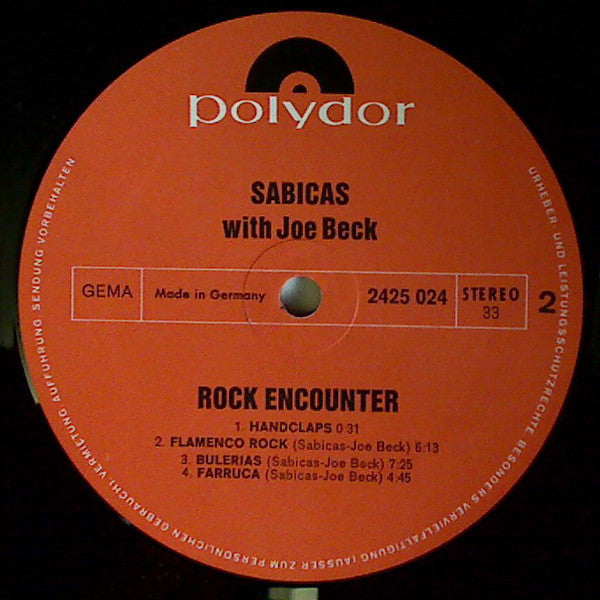 polydor
SABICAS
with Joe Beck
GEMA
Made in Germany
2425 024
STEREO
33
2
ROCK ENCOUNTER
1. HANDCLAPS 0:31
2. FLAMENCO ROCK (Sabicas-Joe Beck) 6:13
3. BULERIAS (Sabicas-Joe Beck) 7:25
4. FARRUCA (Sabicas-Joe Beck) 4:45
URHEBER UND LEISTUNGSSCHUTZRECHTE BESONDERS VERVIELFÄLTIGUNG (AUSSER ZUM PERSÖNLICHEN GEBRAUCH) VERMIETUNG AUFFÜHRUNG, SENDUNG VORBEHALTEN